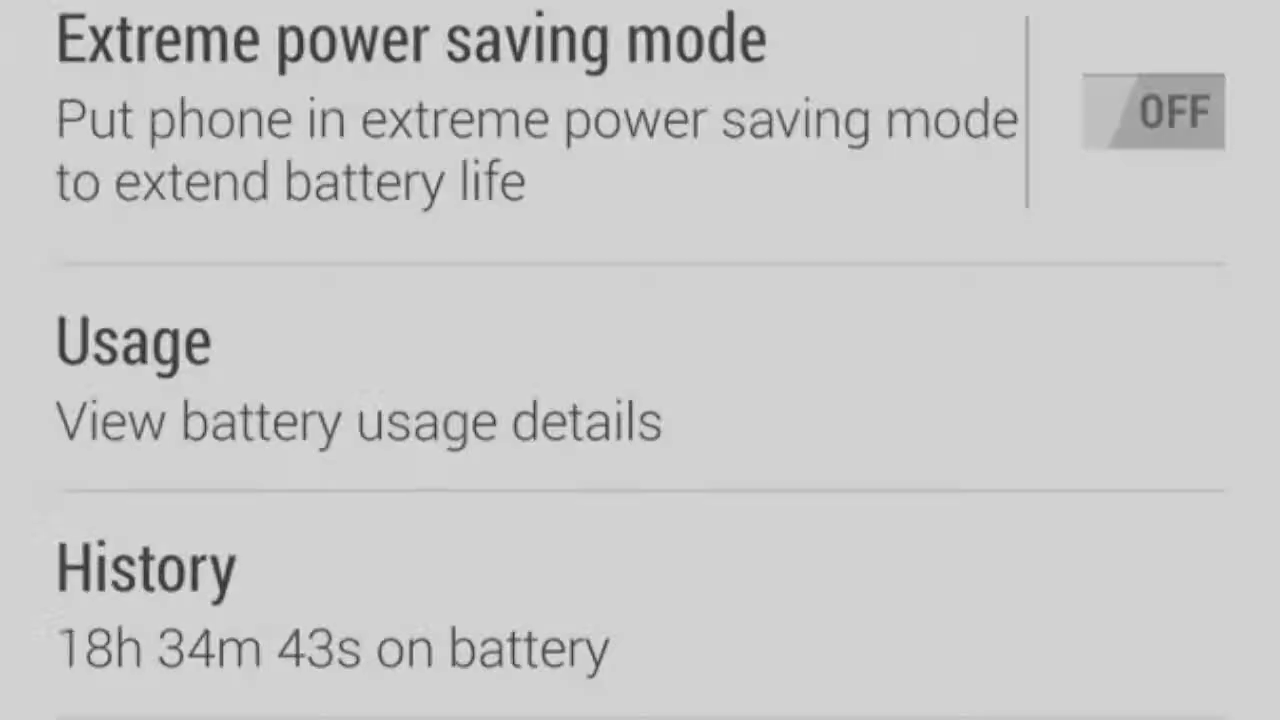 Extreme power saving mode
Put phone in extreme power saving mode
to extend battery life
OFF
Usage
View battery usage details
History
18h 34m 43s on battery